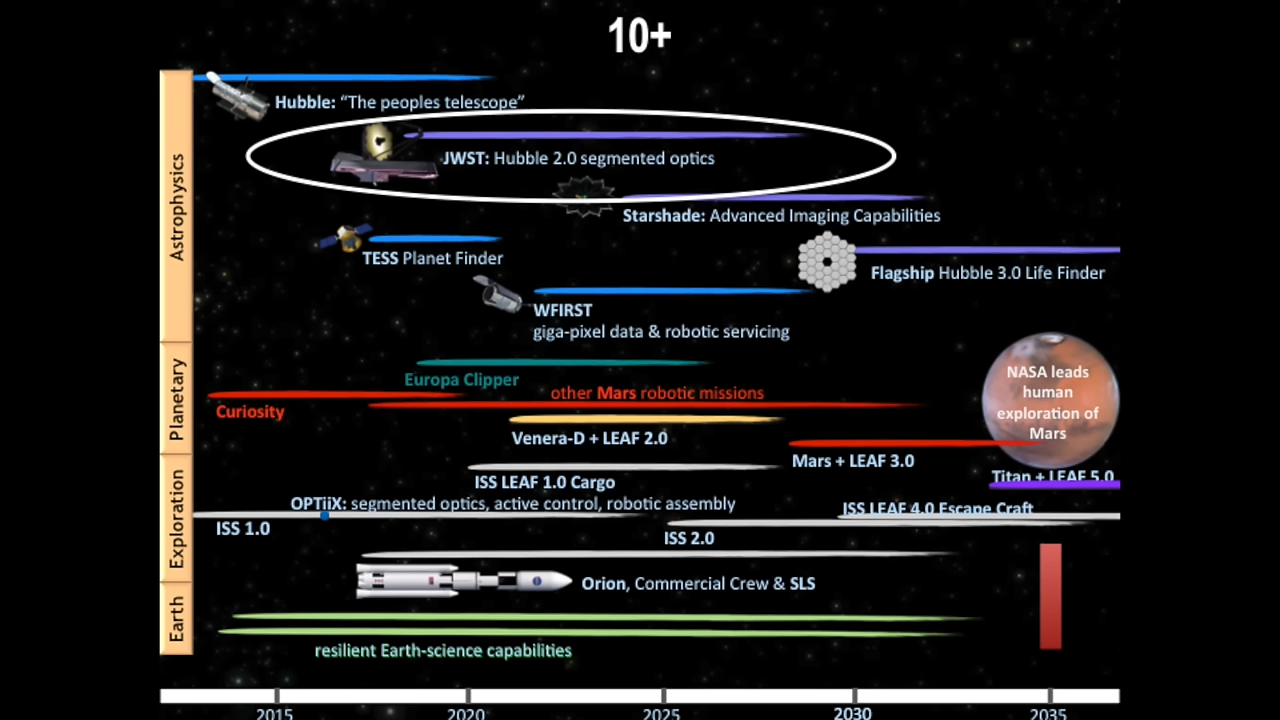 10+
Astrophysics
Hubble: “The peoples telescope”
JWST: Hubble 2.0 segmented optics
Starshade: Advanced Imaging Capabilities
TESS Planet Finder
Flagship Hubble 3.0 Life Finder
WFIRST
giga-pixel data & robotic servicing
Planetary
Europa Clipper
other Mars robotic missions
Curiosity
Venera-D + LEAF 2.0
Mars + LEAF 3.0
NASA leads
human
exploration of
Mars
Titan + LEAF 5.0
Exploration
ISS LEAF 1.0 Cargo
OPTiiX: segmented optics, active control, robotic assembly
ISS LEAF 4.0 Escape Craft
ISS 1.0
ISS 2.0
Orion, Commercial Crew & SLS
Earth
resilient Earth-science capabilities
2015
2020
2025
2030
2035